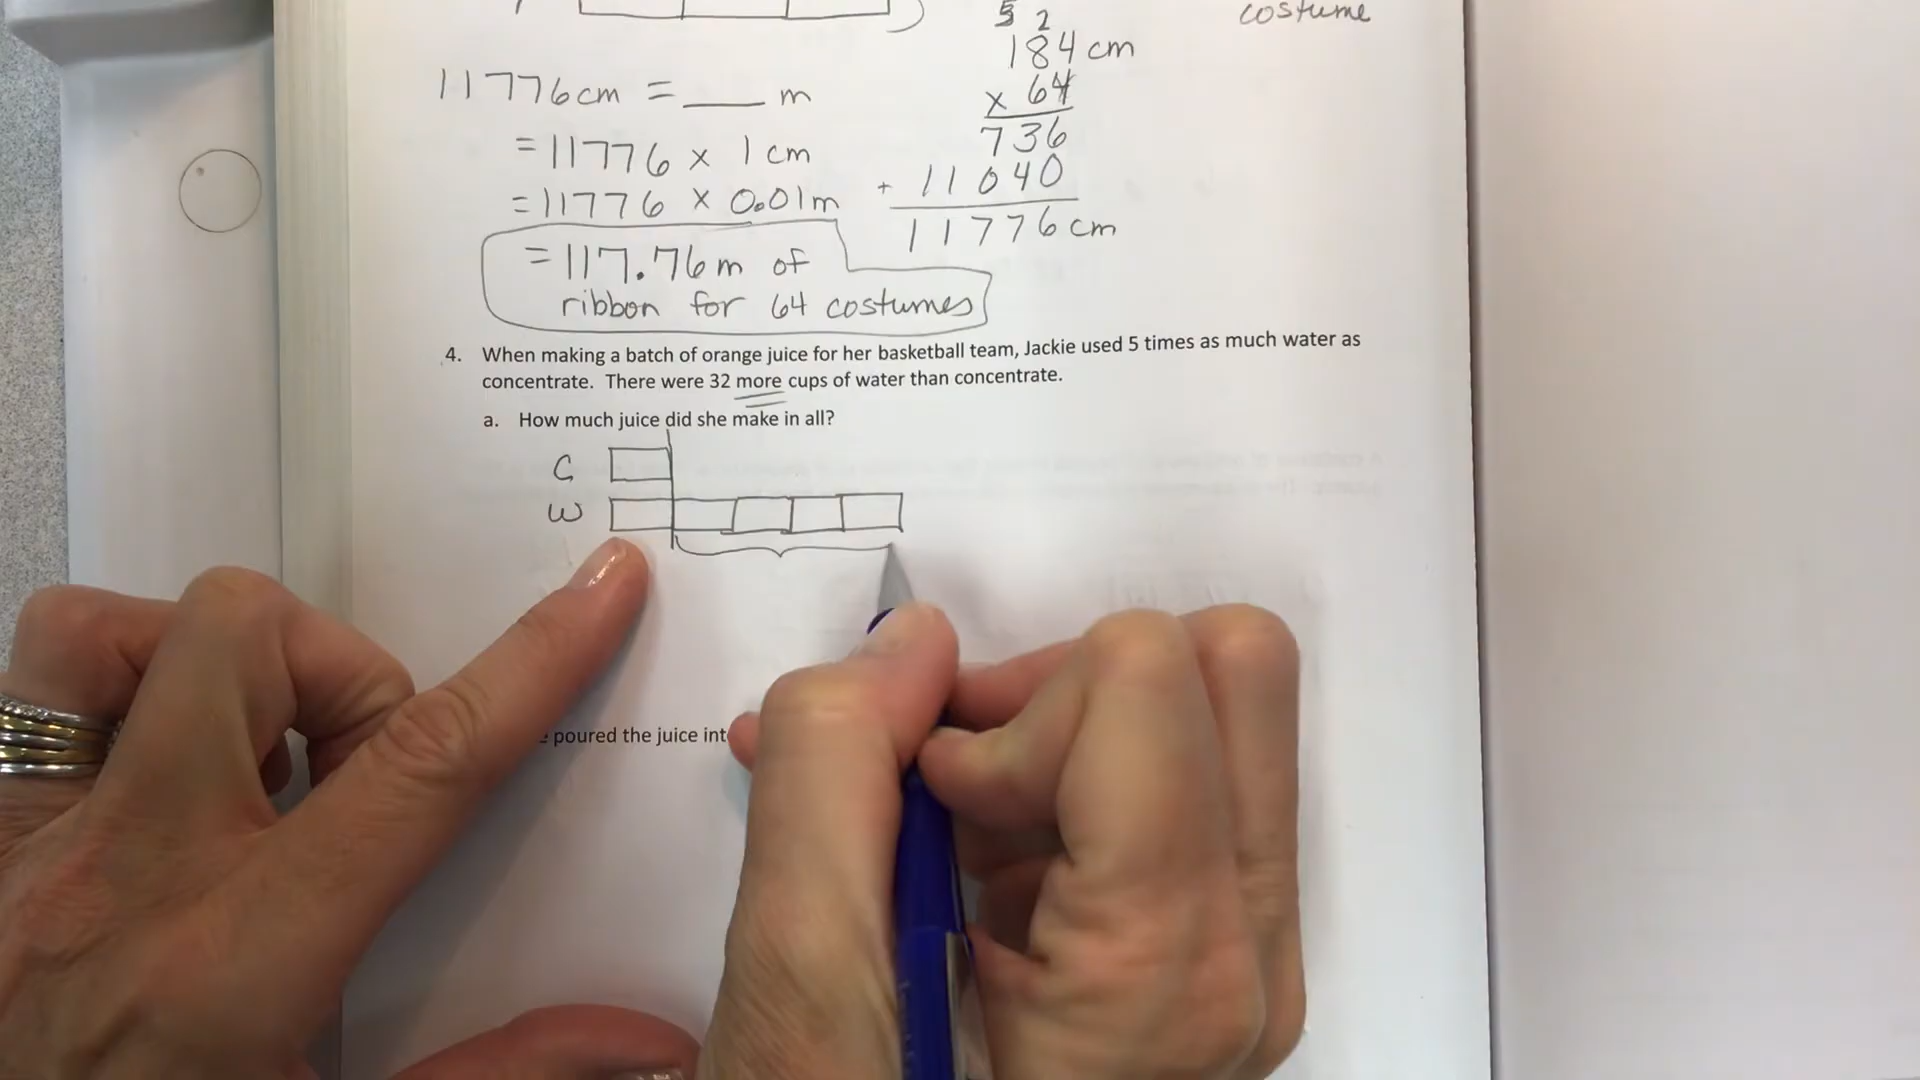 costume
5 2
184 cm
x 64
736
+ 11040
11776 cm
11776 cm = ___ m
= 11776 x 1 cm
= 11776 x 0.01m
= 117.76m of
ribbon for 64 costumes
4. When making a batch of orange juice for her basketball team, Jackie used 5 times as much water as
concentrate. There were 32 more cups of water than concentrate.
a. How much juice did she make in all?
C
W
poured the juice